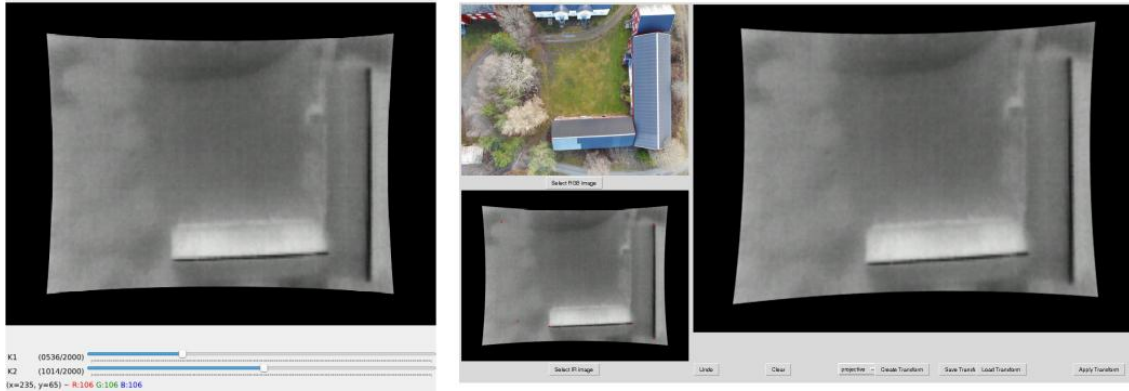 K1 (0536/2000)
K2 (1014/2000)
(x=235, y=65) ~ R:106 G:106 B:106
Select RGB image
Select IR image
Undo
Clear
projective
Create Transform
Save Transf
Load Transform
Apply Transform